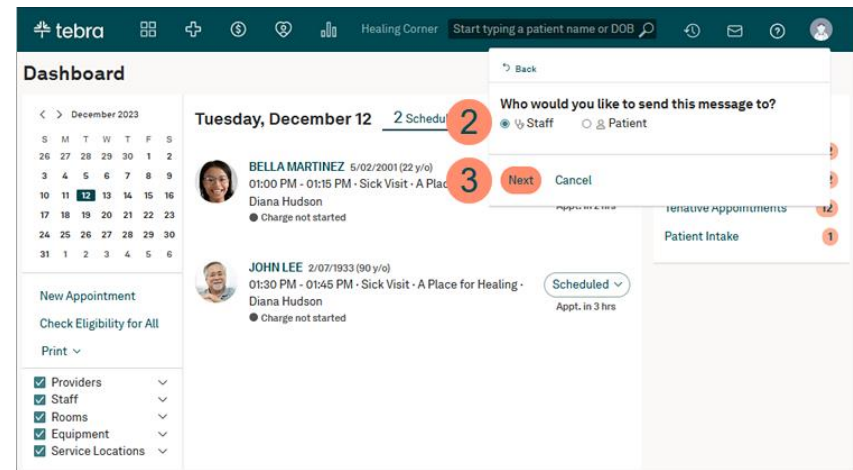 tebra
Healing Corner
Start typing a patient name or DOB
Dashboard
December 2023
S M T W T F S
26 27 28 29 30 1 2
3 4 5 6 7 8 9
10 11 12 13 14 15 16
17 18 19 20 21 22 23
24 25 26 27 28 29 30
31 1 2 3 4 5 6
New Appointment
Check Eligibility for All
Print
Providers
Staff
Rooms
Equipment
Service Locations
Tuesday, December 12
2 Schedu
BELLA MARTINEZ 5/02/2001 (22 y/o)
01:00 PM - 01:15 PM · Sick Visit · A Plac
Diana Hudson
Charge not started
JOHN LEE 2/07/1933 (90 y/o)
01:30 PM - 01:45 PM · Sick Visit · A Place for Healing ·
Diana Hudson
Charge not started
Scheduled
Appt. in 3 hrs
Back
2
Who would you like to send this message to?
Staff
Patient
3
Next
Cancel
Appt. in 2 hrs
Tenative Appointments
12
Patient Intake
1